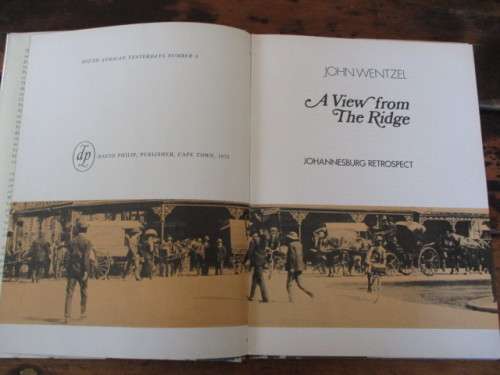 SOUTH AFRICAN YESTERDAYS NUMBER 3
dp
DAVID PHILIP, PUBLISHER, CAPE TOWN, 1975
JOHN WENTZEL
A View from
The Ridge
JOHANNESBURG RETROSPECT